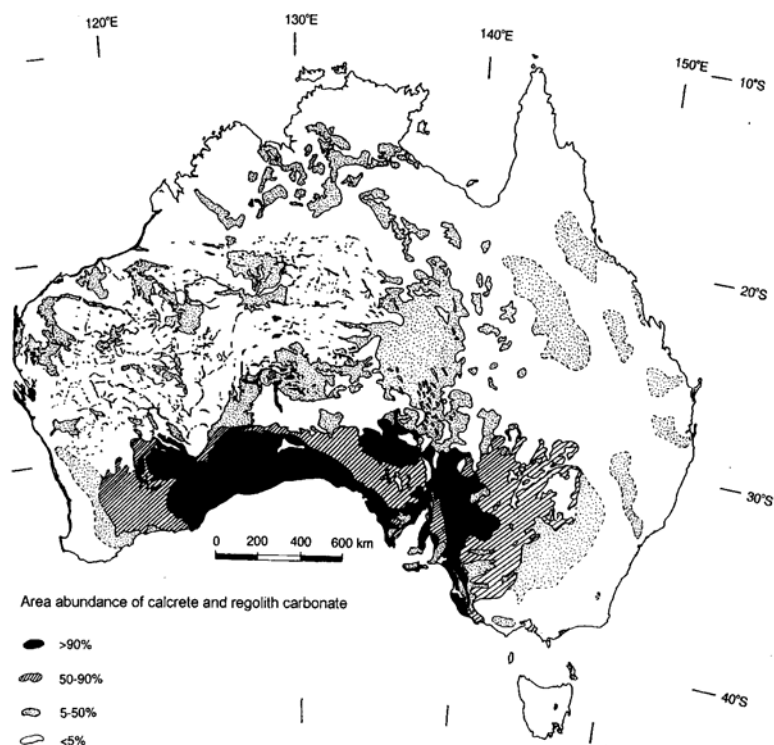 120°E
130°E
140°E
150°E
10°S
20°S
30°S
0 200 400 600 km
Area abundance of calcrete and regolith carbonate
>90%
50-90%
5-50%
<5%
40°S